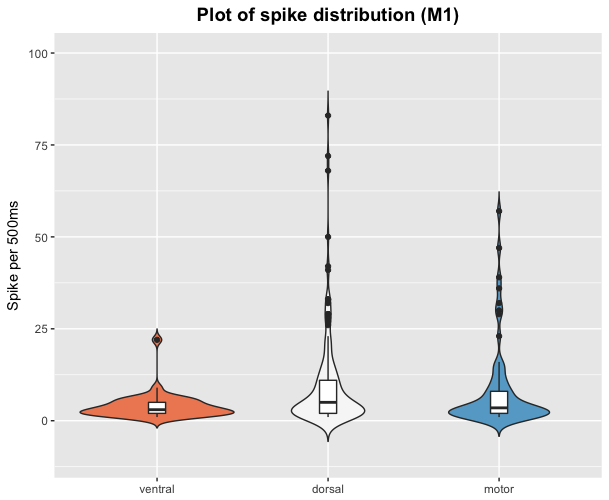 Plot of spike distribution (M1)
100
75
50
25
0
Spike per 500ms
ventral dorsal motor